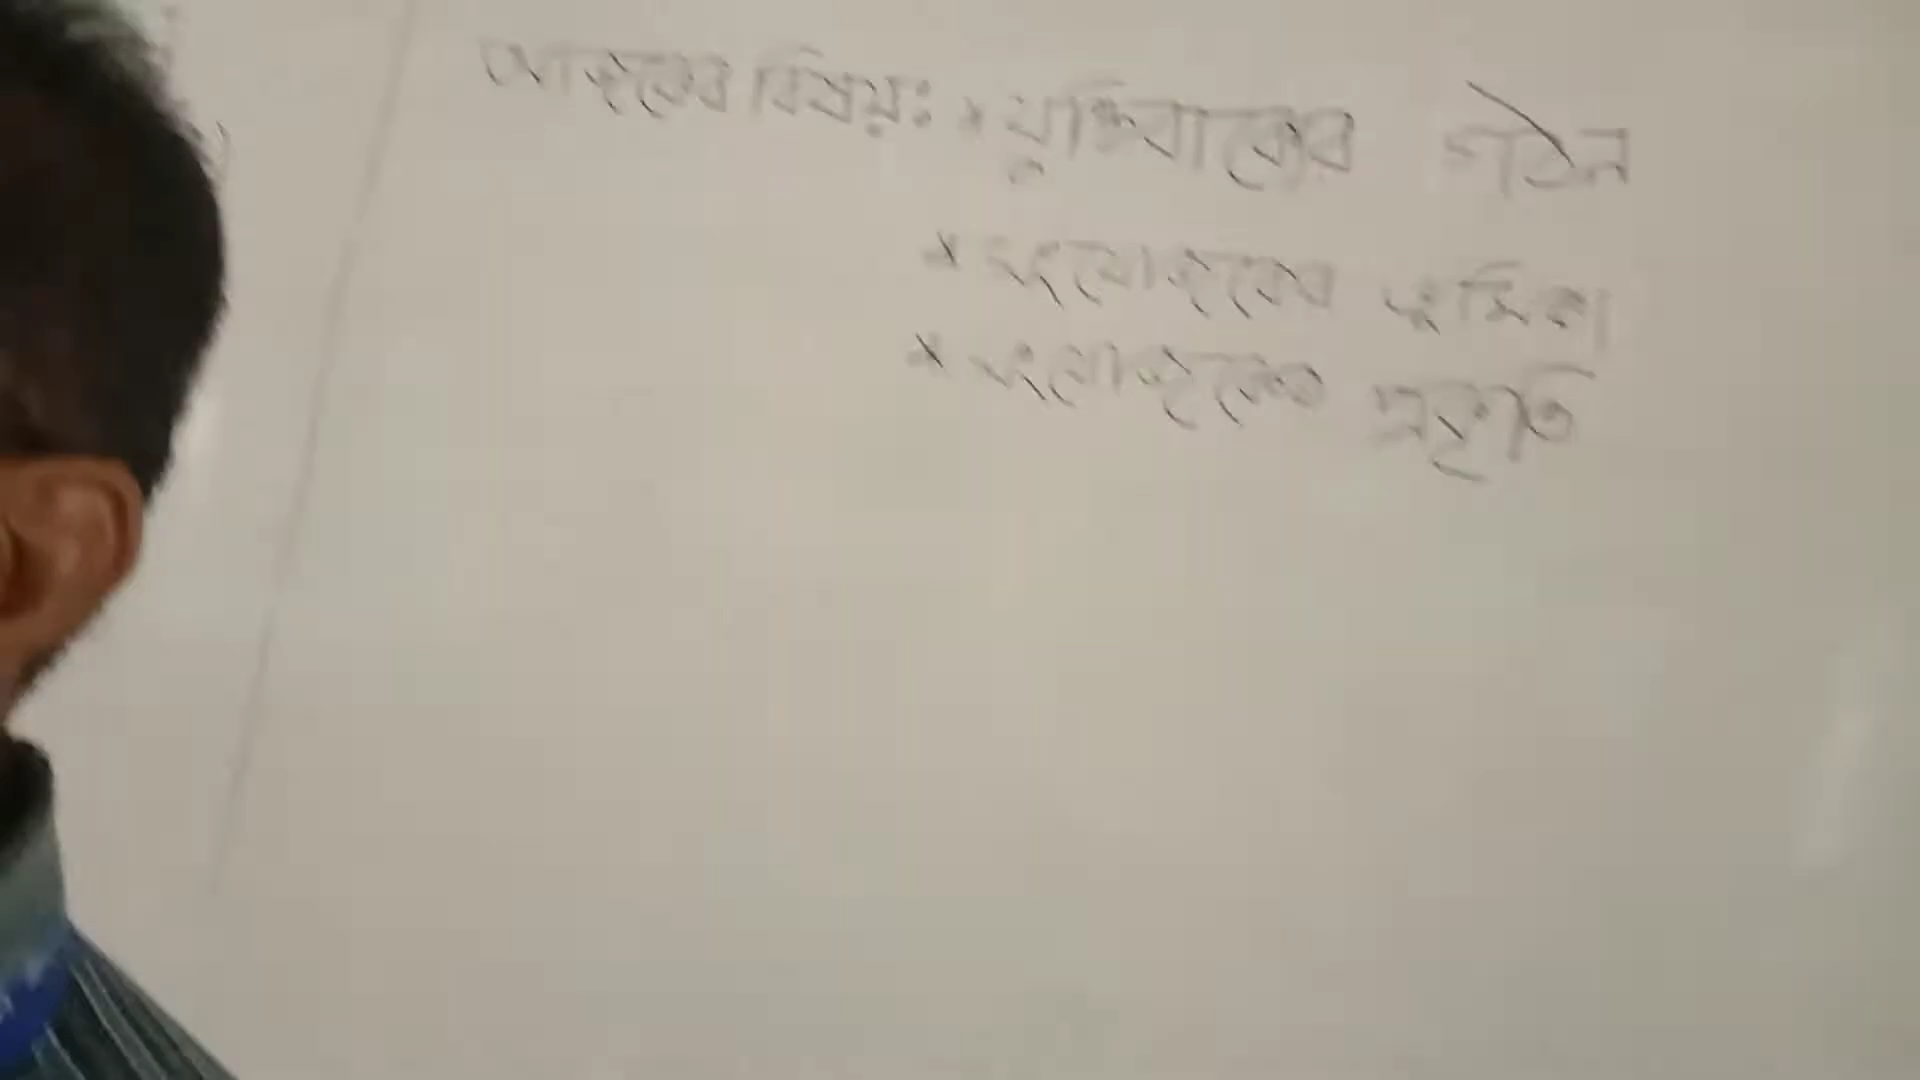 আজকের বিষয়ঃ * যুক্তিবাক্যের গঠন
* সংযোজকের ভূমিকা
* সংযোজকের প্রকৃতি